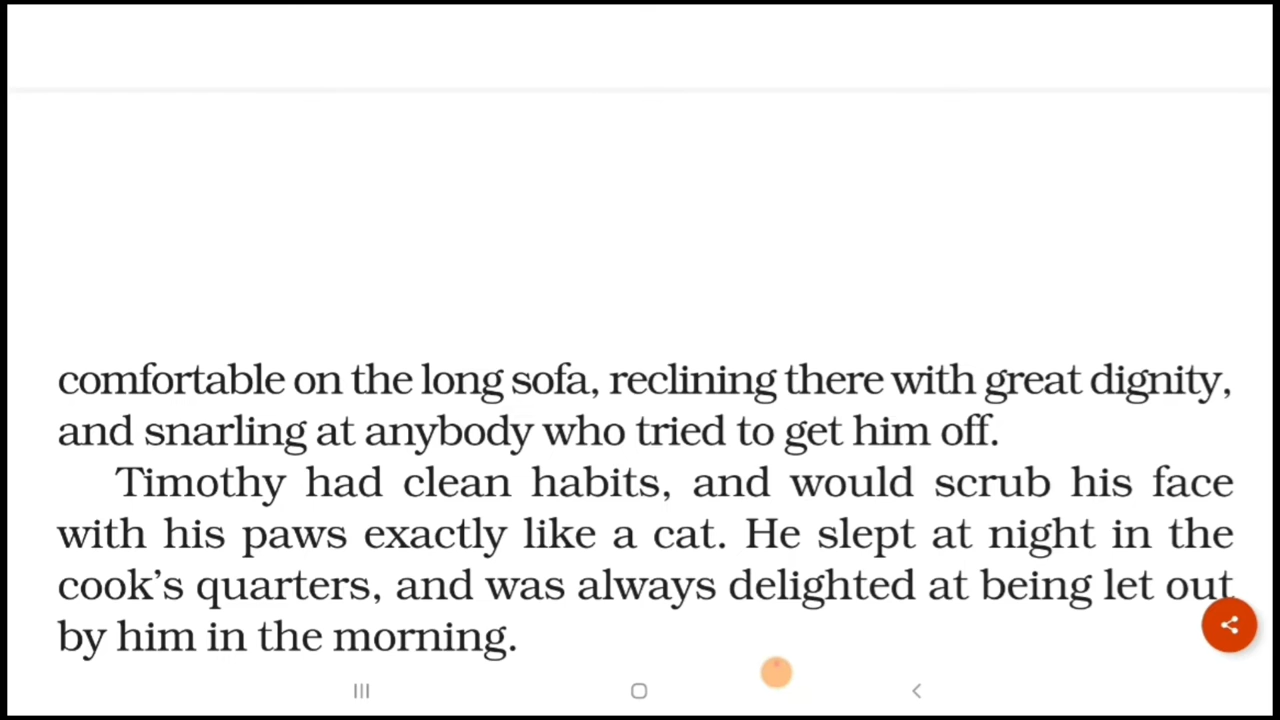 comfortable on the long sofa, reclining there with great dignity,
and snarling at anybody who tried to get him off.
Timothy had clean habits, and would scrub his face
with his paws exactly like a cat. He slept at night in the
cook’s quarters, and was always delighted at being let out
by him in the morning.